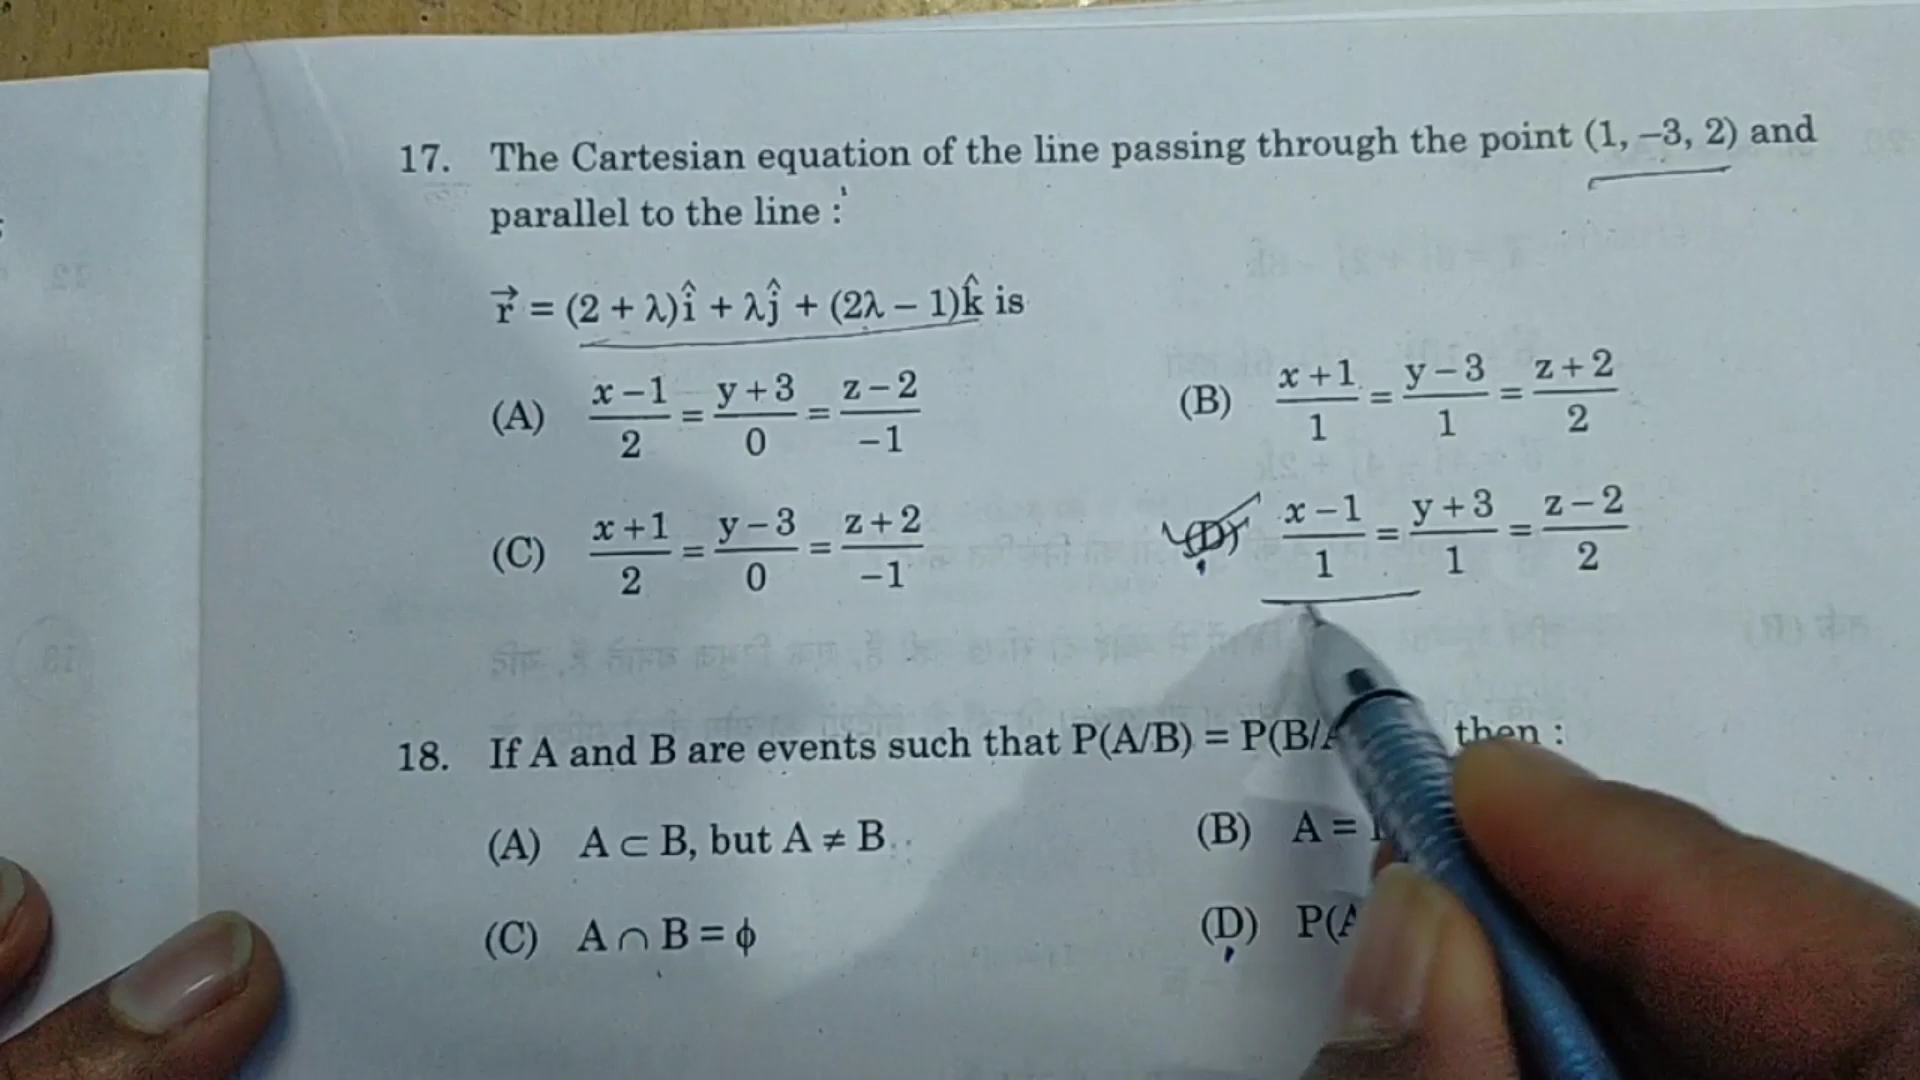 17. The Cartesian equation of the line passing through the point (1, –3, 2) and
parallel to the line :
r⃗ = (2 + λ)î + λĵ + (2λ – 1)k̂ is
(A) (x – 1)/2 = (y + 3)/0 = (z – 2)/–1
(B) (x + 1)/1 = (y – 3)/1 = (z + 2)/2
(C) (x + 1)/2 = (y – 3)/0 = (z + 2)/–1
(D) (x – 1)/1 = (y + 3)/1 = (z – 2)/2
18. If A and B are events such that P(A/B) = P(B/A then :
(A) A ⊂ B, but A ≠ B
(B) A =
(C) A ∩ B = ϕ
(D) P(A